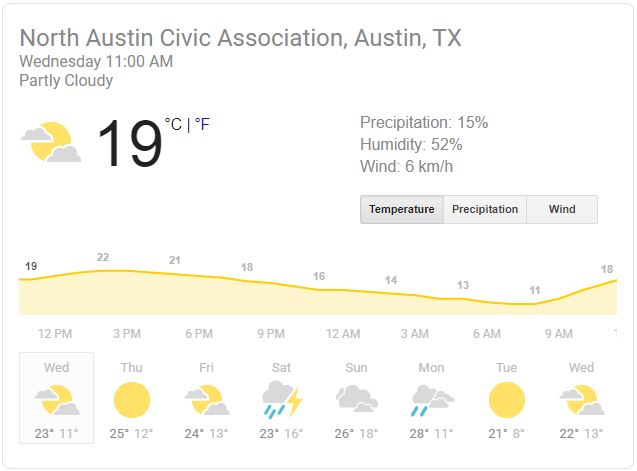 North Austin Civic Association, Austin, TX
Wednesday 11:00 AM
Partly Cloudy
19 °C | °F
Precipitation: 15%
Humidity: 52%
Wind: 6 km/h
Temperature Precipitation Wind
19 22 21 18 16 14 13 11 18
12 PM 3 PM 6 PM 9 PM 12 AM 3 AM 6 AM 9 AM
Wed Thu Fri Sat Sun Mon Tue Wed
23° 11° 25° 12° 24° 13° 23° 16° 26° 18° 28° 11° 21° 8° 22° 13°